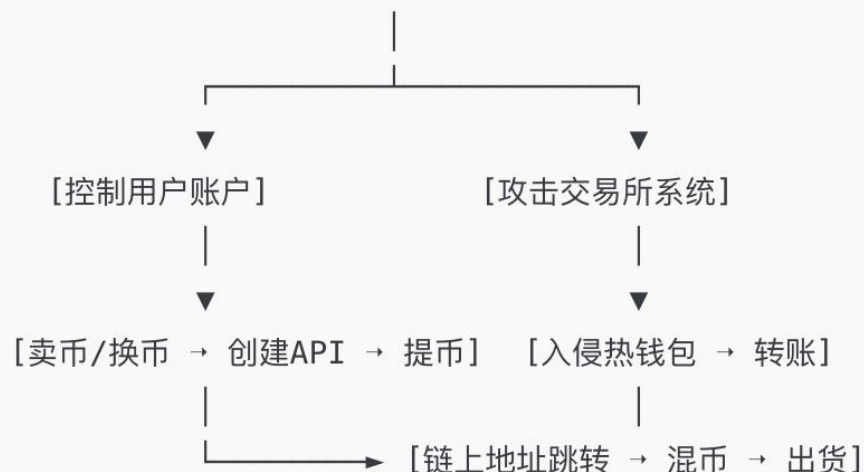 [控制用户账户] [攻击交易所系统]
[卖币/换币 → 创建API → 提币] [入侵热钱包 → 转账]
[链上地址跳转 → 混币 → 出货]